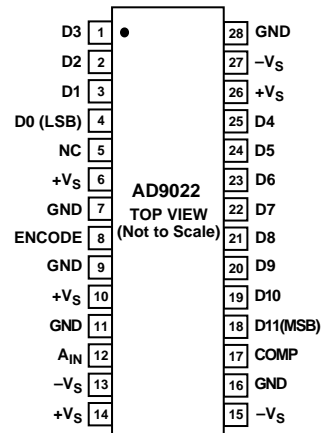 D3 1 28 GND
D2 2 27 –VS
D1 3 26 +VS
D0 (LSB) 4 25 D4
NC 5 24 D5
+VS 6 23 D6
GND 7 22 D7
ENCODE 8 21 D8
GND 9 20 D9
+VS 10 19 D10
GND 11 18 D11(MSB)
AIN 12 17 COMP
–VS 13 16 GND
+VS 14 15 –VS
AD9022
TOP VIEW
(Not to Scale)